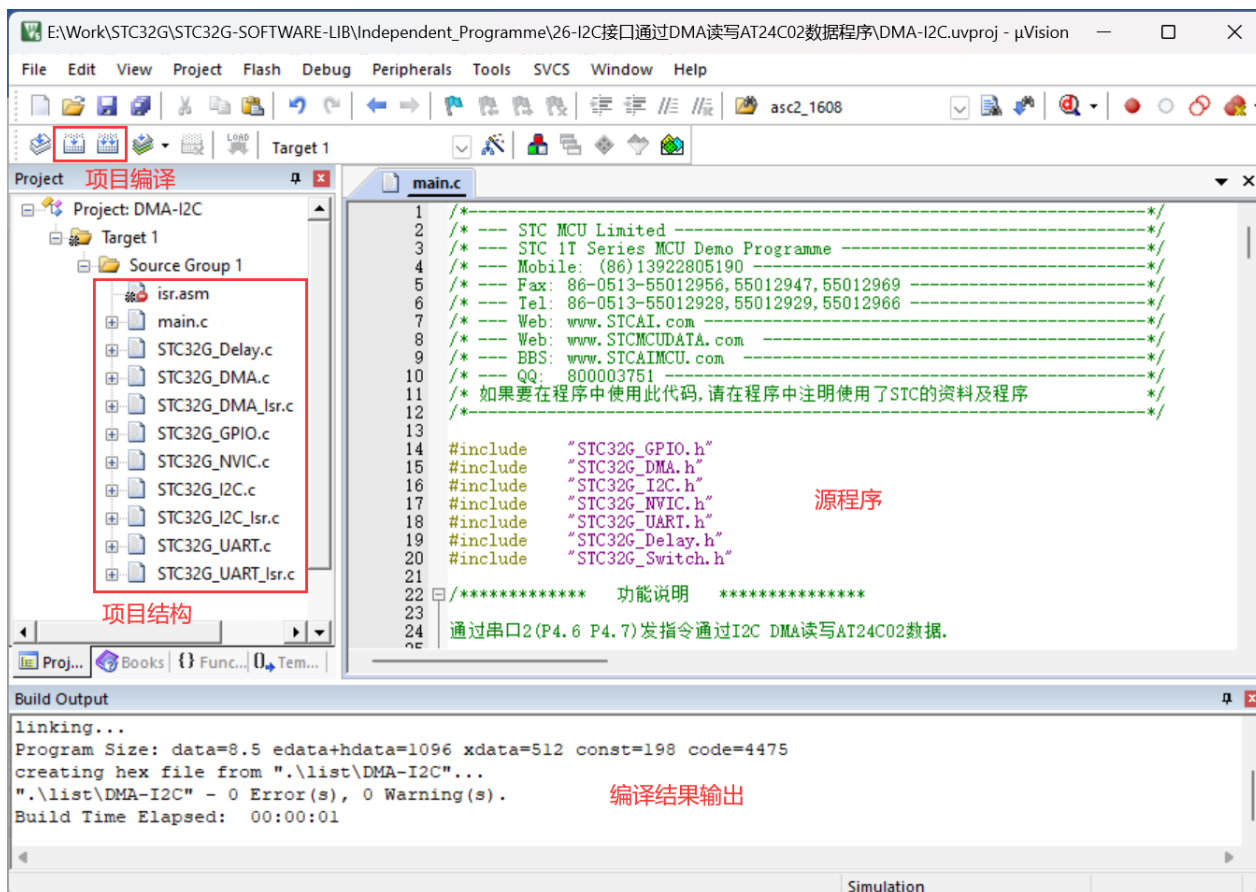 E:\Work\STC32G\STC32G-SOFTWARE-LIB\Independent_Programme\26-I2C接口通过DMA读写AT24C02数据程序\DMA-I2C.uvproj - µVision
File Edit View Project Flash Debug Peripherals Tools SVCS Window Help
asc2_1608
LOAD Target 1
Project 项目编译
main.c
Project: DMA-I2C
Target 1
Source Group 1
isr.asm
main.c
STC32G_Delay.c
STC32G_DMA.c
STC32G_DMA_Isr.c
STC32G_GPIO.c
STC32G_NVIC.c
STC32G_I2C.c
STC32G_I2C_Isr.c
STC32G_UART.c
STC32G_UART_Isr.c
项目结构
Proj... Books {} Func... Tem...
1 /*---------------------------------------------------------------------*/
2 /* --- STC MCU Limited ------------------------------------------------*/
3 /* --- STC 1T Series MCU Demo Programme -------------------------------*/
4 /* --- Mobile: (86)13922805190 ----------------------------------------*/
5 /* --- Fax: 86-0513-55012956,55012947,55012969 ------------------------*/
6 /* --- Tel: 86-0513-55012928,55012929,55012966 ------------------------*/
7 /* --- Web: www.STCAI.com ---------------------------------------------*/
8 /* --- Web: www.STCMCUDATA.com  ---------------------------------------*/
9 /* --- BBS: www.STCAIMCU.com  -----------------------------------------*/
10 /* --- QQ:  800003751 -------------------------------------------------*/
11 /* 如果要在程序中使用此代码,请在程序中注明使用了STC的资料及程序            */
12 /*---------------------------------------------------------------------*/
13
14 #include "STC32G_GPIO.h"
15 #include "STC32G_DMA.h"
16 #include "STC32G_I2C.h"
17 #include "STC32G_NVIC.h"
18 #include "STC32G_UART.h"
19 #include "STC32G_Delay.h"
20 #include "STC32G_Switch.h"
源程序
21
22 /************* 功能说明 ***************
23
24 通过串口2(P4.6 P4.7)发指令通过I2C DMA读写AT24C02数据.
25
Build Output
linking...
Program Size: data=8.5 edata+hdata=1096 xdata=512 const=198 code=4475
creating hex file from ".\list\DMA-I2C"...
".\list\DMA-I2C" - 0 Error(s), 0 Warning(s).
Build Time Elapsed:  00:00:01
编译结果输出
Simulation